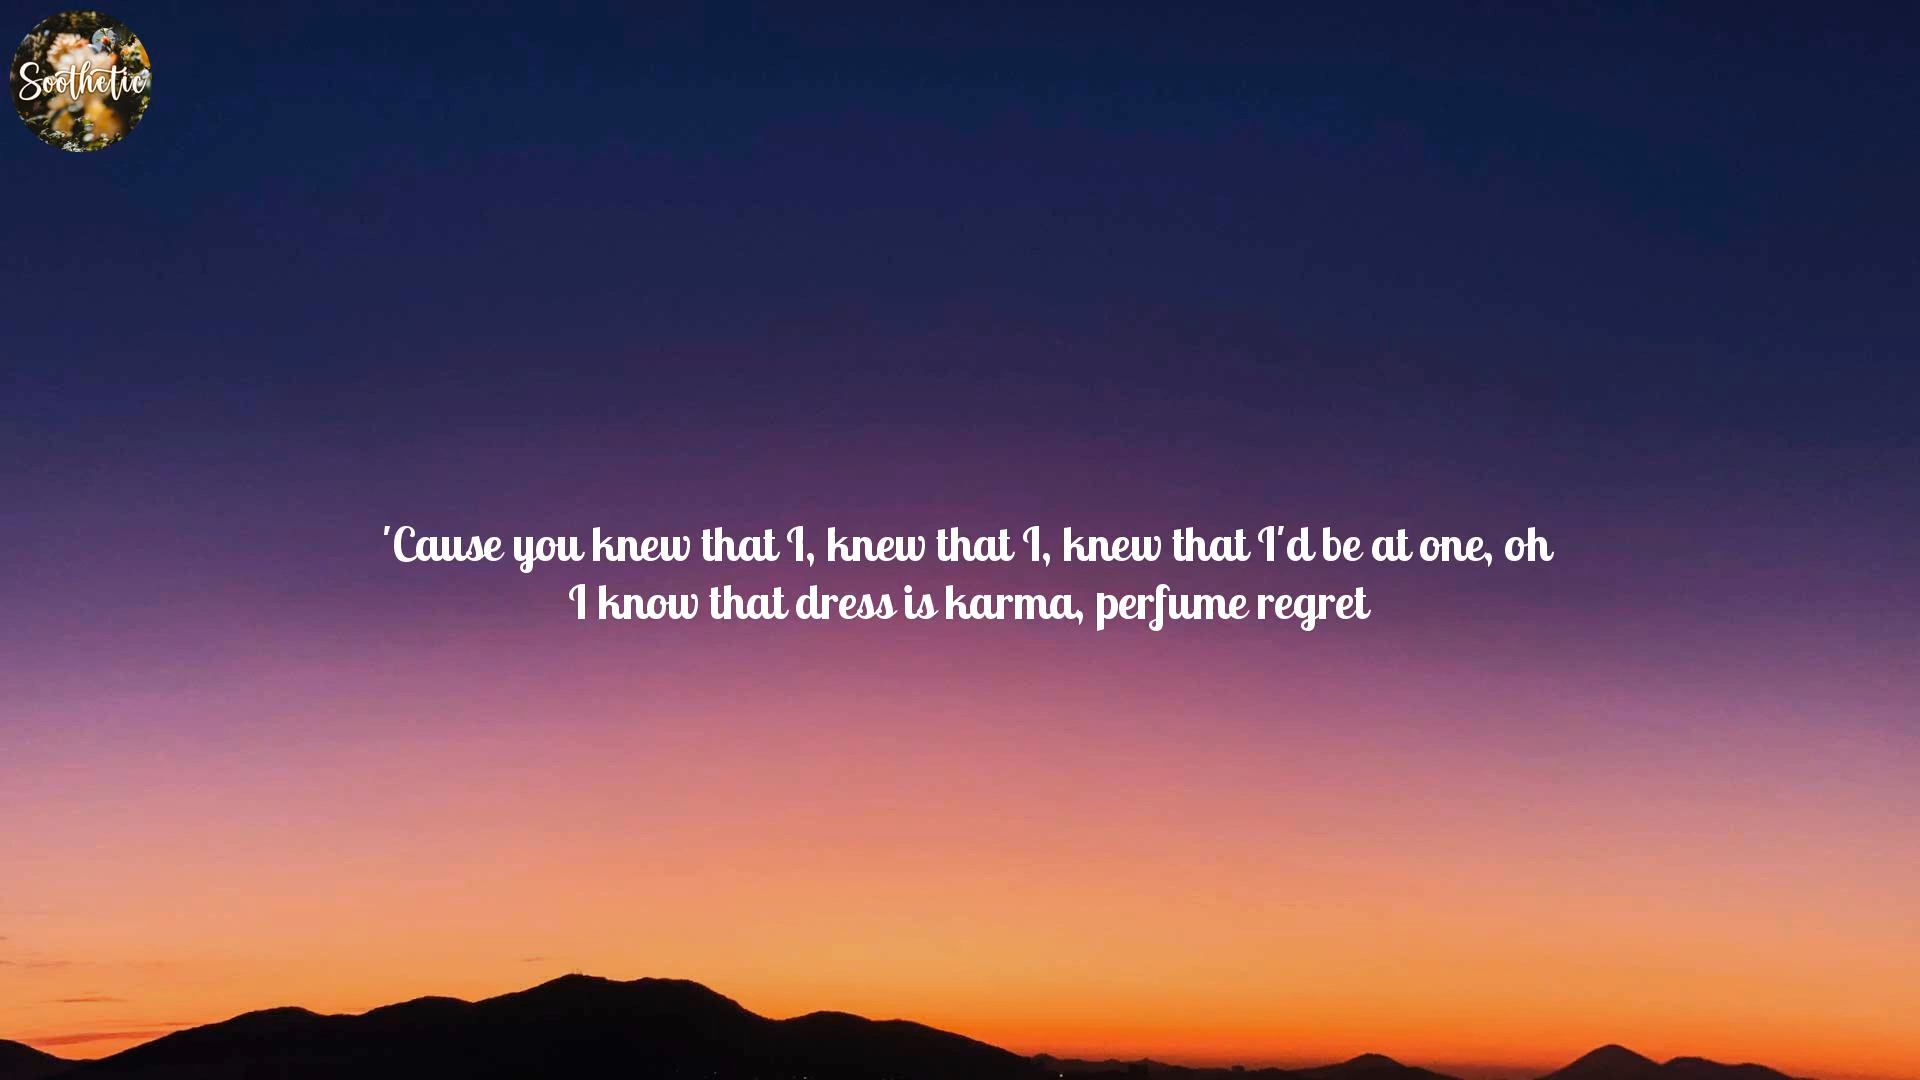 Soothetic
'Cause you knew that I, knew that I, knew that I'd be at one, oh
I know that dress is karma, perfume regret